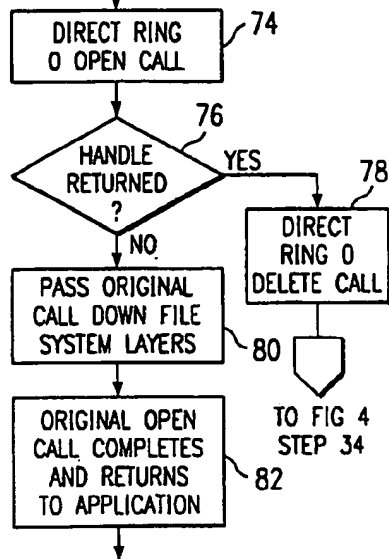 DIRECT RING
0 OPEN CALL
74
76
HANDLE
RETURNED
?
YES
NO
78
DIRECT
RING 0
DELETE CALL
PASS ORIGINAL
CALL DOWN FILE
SYSTEM LAYERS
80
TO FIG 4
STEP 34
ORIGINAL OPEN
CALL COMPLETES
AND RETURNS
TO APPLICATION
82